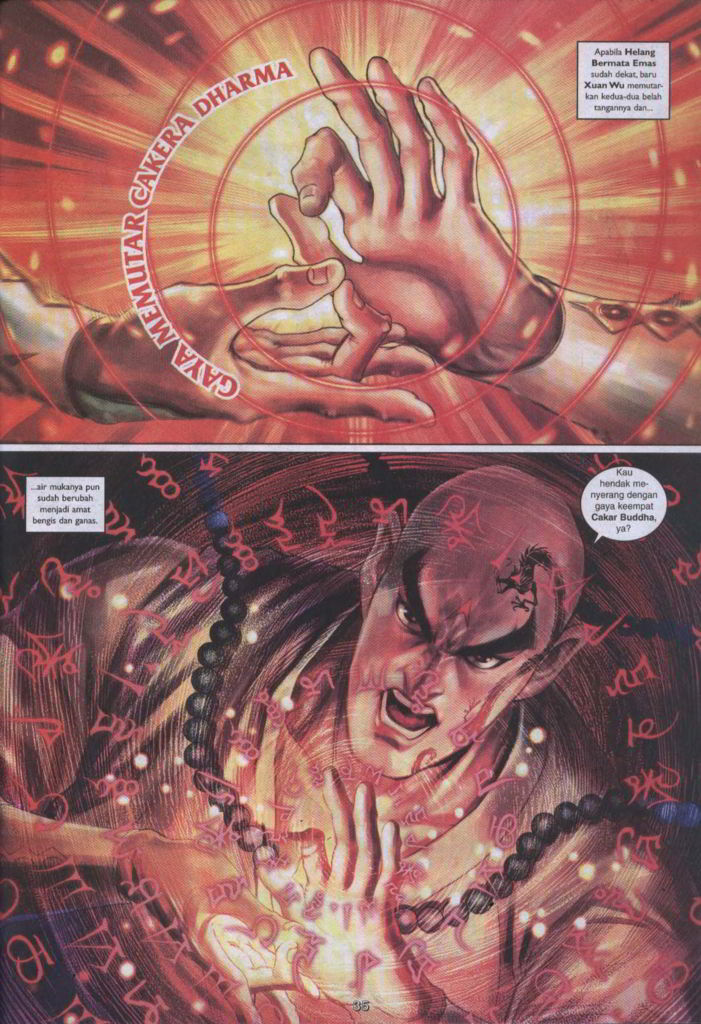 Apabila Helang
Bermata Emas
sudah dekat, baru
Xuan Wu memutar-
kan kedua-dua belah
tangannya dan...
GAYA MEMUTAR CAKERA DHARMA
...air mukanya pun
sudah berubah
menjadi amat
bengis dan ganas.
Kau
hendak me-
nyerang dengan
gaya keempat
Cakar Buddha,
ya?
35